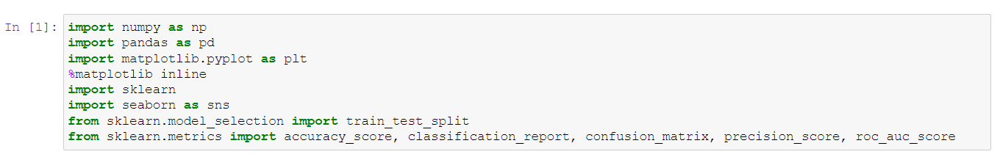 In [1]: import numpy as np
import pandas as pd
import matplotlib.pyplot as plt
%matplotlib inline
import sklearn
import seaborn as sns
from sklearn.model_selection import train_test_split
from sklearn.metrics import accuracy_score, classification_report, confusion_matrix, precision_score, roc_auc_score